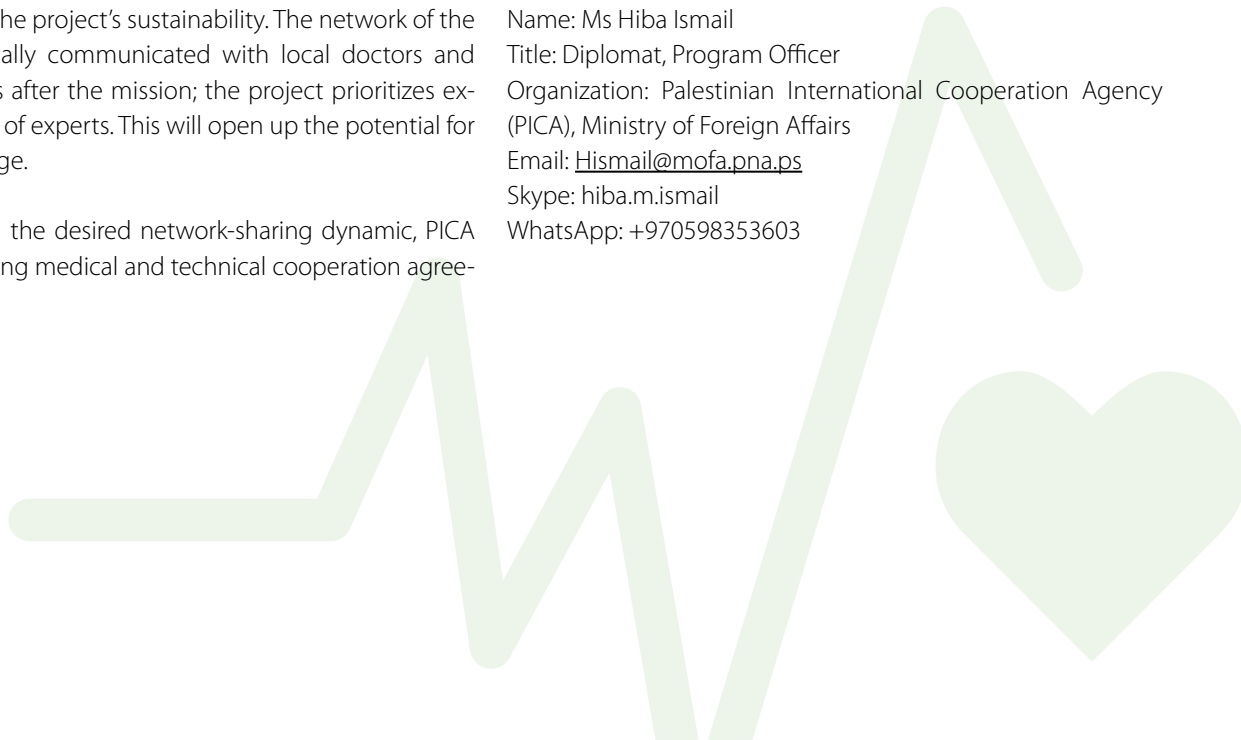 he project's sustainability. The network of the
ally communicated with local doctors and
s after the mission; the project prioritizes ex-
of experts. This will open up the potential for
ge.
the desired network-sharing dynamic, PICA
ng medical and technical cooperation agree-
Name: Ms Hiba Ismail
Title: Diplomat, Program Officer
Organization: Palestinian International Cooperation Agency
(PICA), Ministry of Foreign Affairs
Email: Hismail@mofa.pna.ps
Skype: hiba.m.ismail
WhatsApp: +970598353603